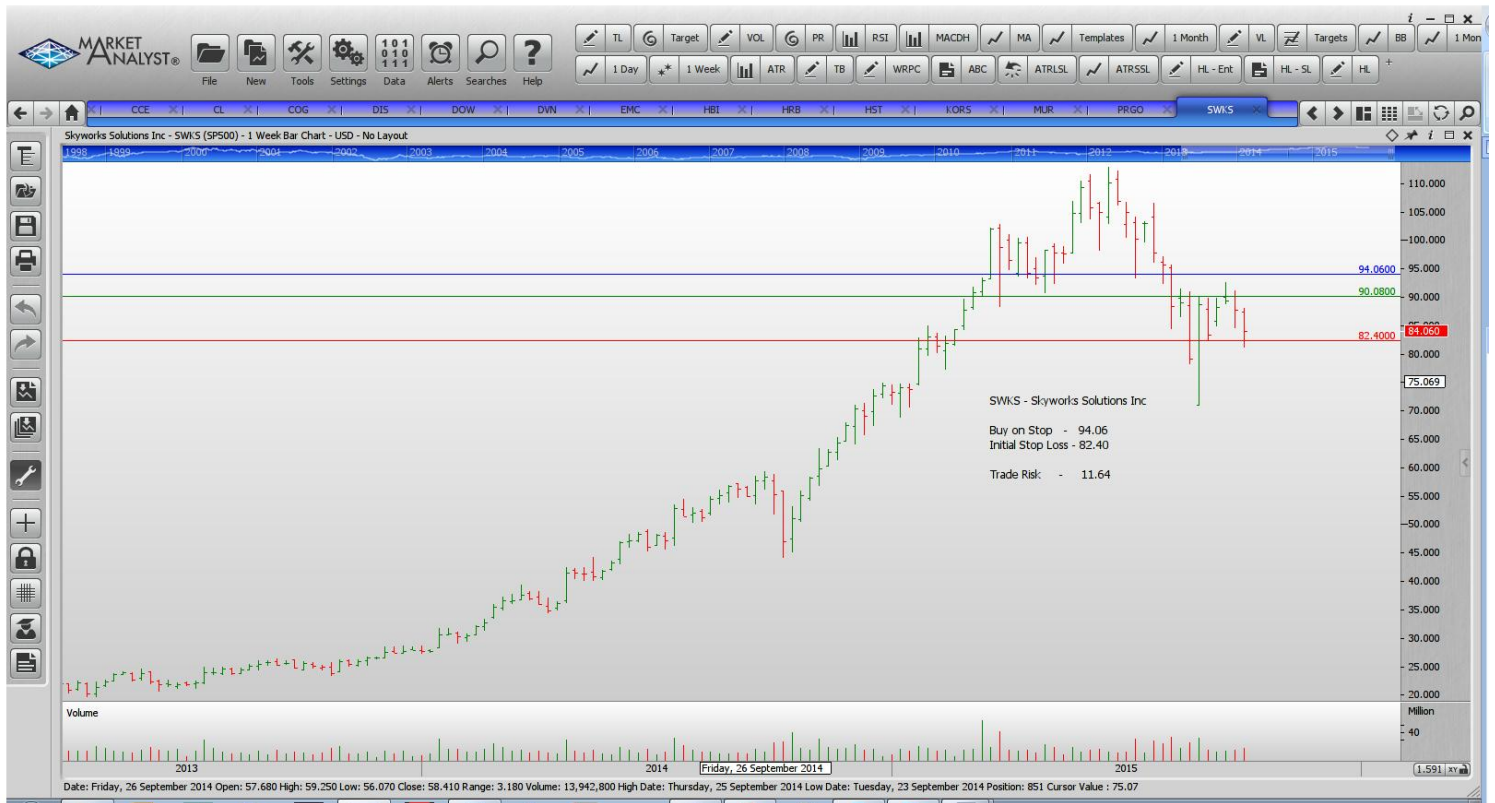 MARKET
ANALYST®
File New Tools Settings Data Alerts Searches Help
TL Target VOL PR RSI MACDH MA Templates 1 Month VL Targets BB 1 Mon
1 Day 1 Week ATR TB WRPC ABC ATRLSL ATRSSL HL - Ent HL - SL HL
CCE CL COG DIS DOW DVN EMC HBI HRB HST KORS MUR PRGO SWKS
Skyworks Solutions Inc - SWKS (SP500) - 1 Week Bar Chart - USD - No Layout
1998 1999 2000 2001 2002 2003 2004 2005 2006 2007 2008 2009 2010 2011 2012 2013 2014 2015
110.000
105.000
100.000
94.0600 95.000
90.0800 90.000
85.000
84.060
82.4000
80.000
75.069
SWKS - Skyworks Solutions Inc
70.000
Buy on Stop - 94.06
Initial Stop Loss - 82.40
65.000
60.000
Trade Risk - 11.64
55.000
50.000
45.000
40.000
35.000
30.000
25.000
20.000
Volume Million
40
2013 2014 Friday, 26 September 2014 2015 1.591 XY
Date: Friday, 26 September 2014 Open: 57.680 High: 59.250 Low: 56.070 Close: 58.410 Range: 3.180 Volume: 13,942,800 High Date: Thursday, 25 September 2014 Low Date: Tuesday, 23 September 2014 Position: 851 Cursor Value : 75.07